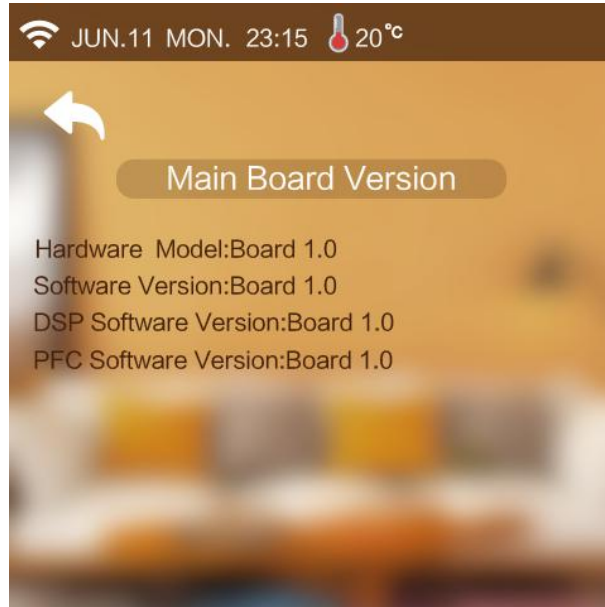 JUN.11 MON. 23:15 20°C
Main Board Version
Hardware Model:Board 1.0
Software Version:Board 1.0
DSP Software Version:Board 1.0
PFC Software Version:Board 1.0